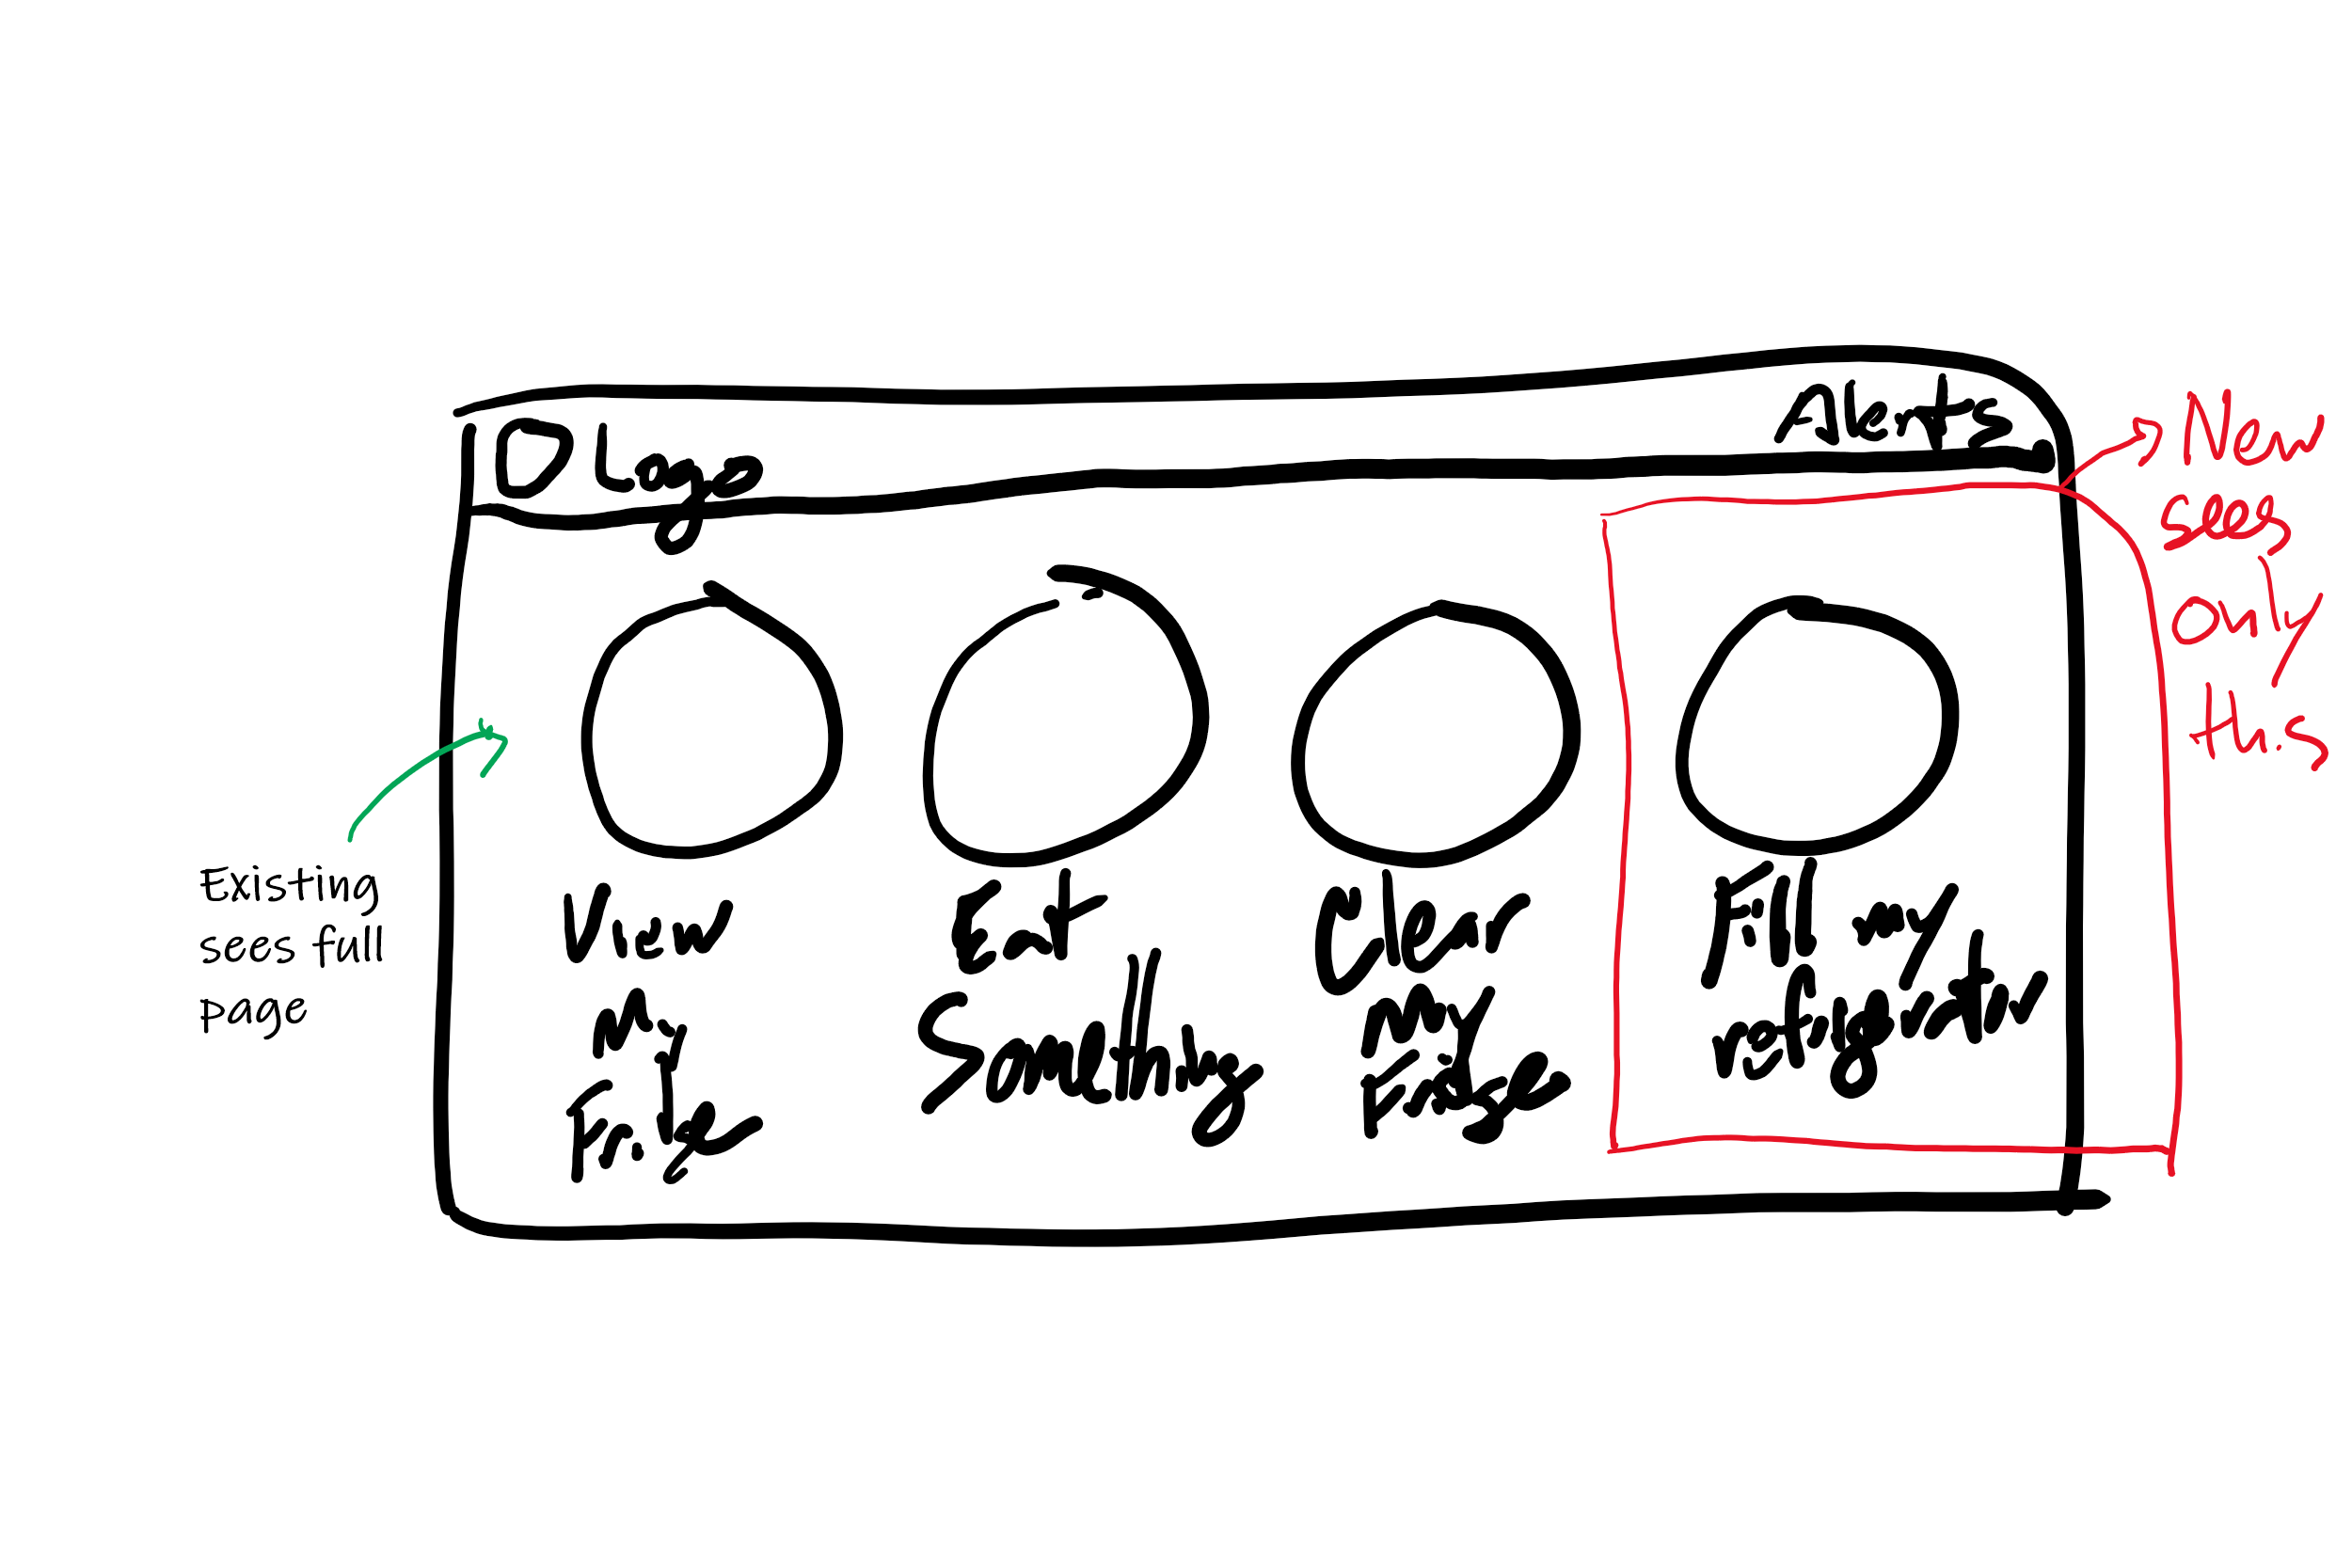 Logo
Alerts
New
sees
only
this
Existing
sees full
page
View
my
Fridge
Eat
Something
Clear
my
Fridge
Fill my
refrigerator